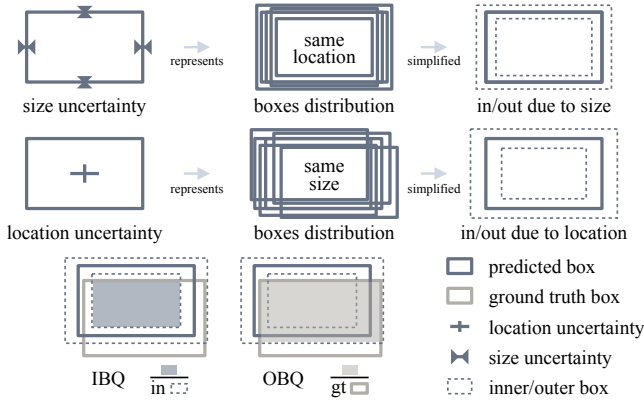 same
location
represents
simplified
size uncertainty
boxes distribution
in/out due to size
same
size
represents
simplified
location uncertainty
boxes distribution
in/out due to location
predicted box
ground truth box
location uncertainty
size uncertainty
inner/outer box
IBQ
in
OBQ
gt